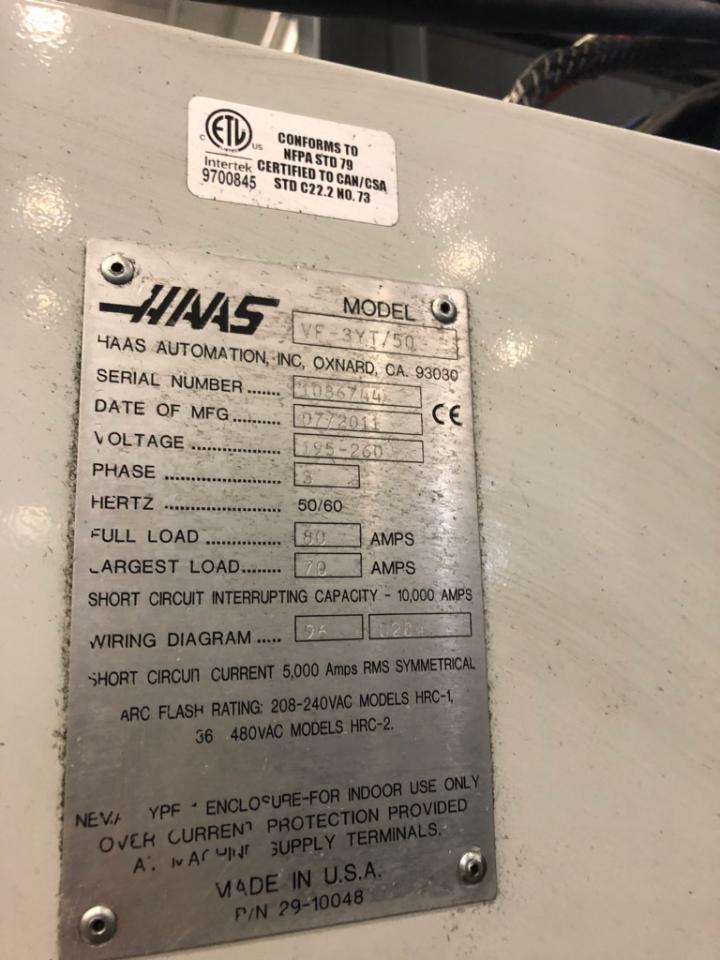 C ETL US
Intertek
9700845
CONFORMS TO
NFPA STD 79
CERTIFIED TO CAN/CSA
STD C22.2 NO. 73
HAAS MODEL VF-3YT/50
HAAS AUTOMATION, INC, OXNARD, CA. 93030
SERIAL NUMBER ....... 1086744
DATE OF MFG ......... 07/2011 CE
VOLTAGE ................. 195-260
PHASE ...................... 3
HERTZ ...................... 50/60
FULL LOAD .............. 80 AMPS
LARGEST LOAD........ 70 AMPS
SHORT CIRCUIT INTERRUPTING CAPACITY - 10,000 AMPS
WIRING DIAGRAM ..... 96
SHORT CIRCUIT CURRENT 5,000 Amps RMS SYMMETRICAL
ARC FLASH RATING: 208-240VAC MODELS HRC-1,
36 480VAC MODELS HRC-2.
ENCLOSURE-FOR INDOOR USE ONLY
OVER CURRENT PROTECTION PROVIDED
SUPPLY TERMINALS.
MADE IN U.S.A.
P/N 29-10048